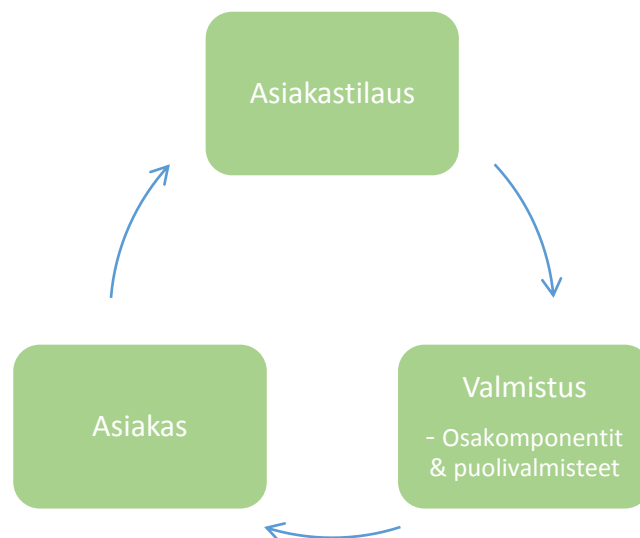 Asiakastilaus
Asiakas
Valmistus
- Osakomponentit
& puolivalmisteet